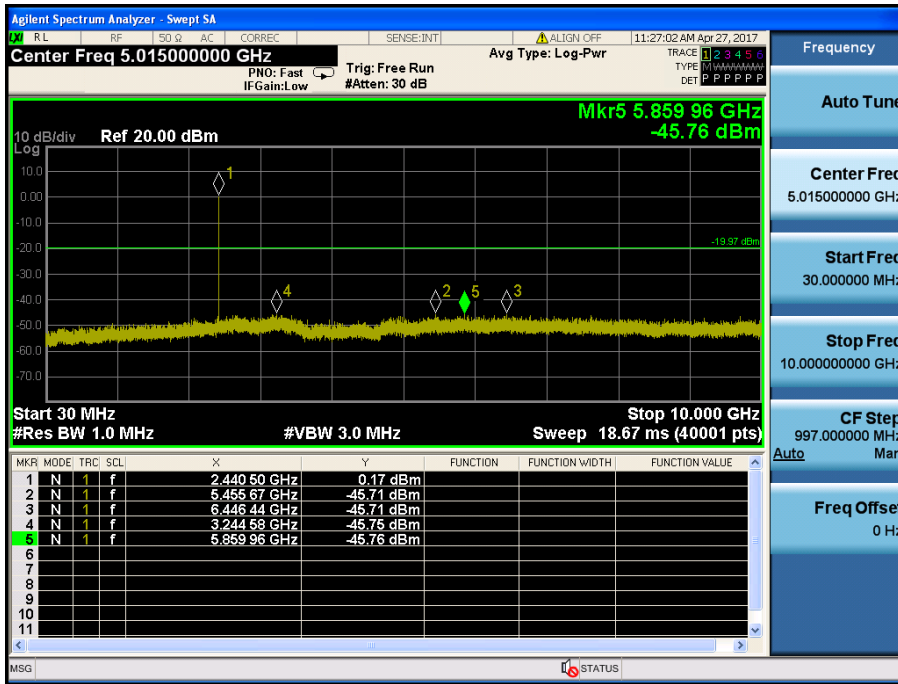 Agilent Spectrum Analyzer - Swept SA
LXI RL RF 50 Ω AC CORREC SENSE:INT ALIGN OFF 11:27:02 AM Apr 27, 2017
Center Freq 5.015000000 GHz
PNO: Fast
IFGain:Low
Trig: Free Run
#Atten: 30 dB
Avg Type: Log-Pwr
TRACE 1 2 3 4 5 6
TYPE MWWWWW
DET P P P P P P
Mkr5 5.859 96 GHz
-45.76 dBm
10 dB/div Ref 20.00 dBm
Log
10.0
0.00
-10.0
-20.0
-30.0
-40.0
-50.0
-60.0
-70.0
1
4
2
5
3
-19.97 dBm
Start 30 MHz Stop 10.000 GHz
#Res BW 1.0 MHz #VBW 3.0 MHz Sweep 18.67 ms (40001 pts)
MKR MODE TRC SCL X Y FUNCTION FUNCTION WIDTH FUNCTION VALUE
1 N 1 f 2.440 50 GHz 0.17 dBm
2 N 1 f 5.455 67 GHz -45.71 dBm
3 N 1 f 6.446 44 GHz -45.71 dBm
4 N 1 f 3.244 58 GHz -45.75 dBm
5 N 1 f 5.859 96 GHz -45.76 dBm
6
7
8
9
10
11
MSG STATUS
Frequency
Auto Tune
Center Freq
5.015000000 GHz
Start Freq
30.000000 MHz
Stop Freq
10.000000000 GHz
CF Step
997.000000 MHz
Auto Man
Freq Offset
0 Hz